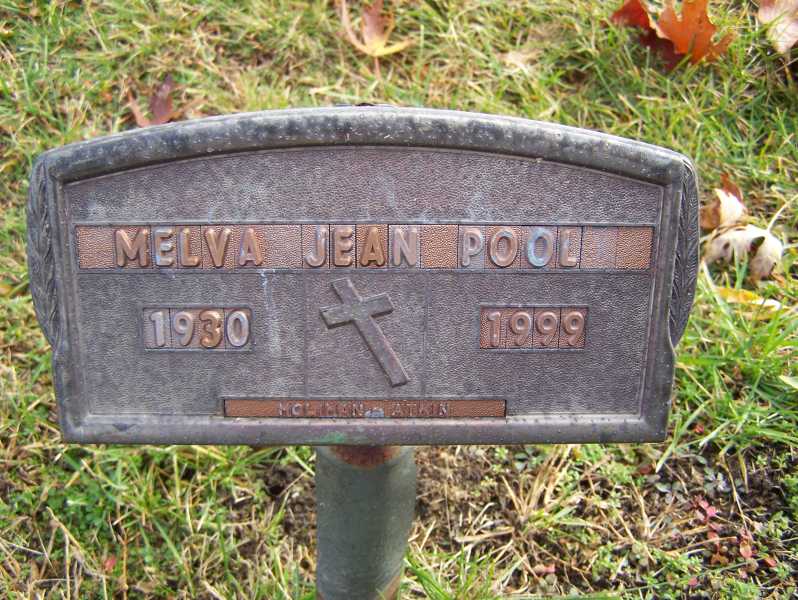 MELVA JEAN POOL
1930 1999
HOLMAN - ATKIN